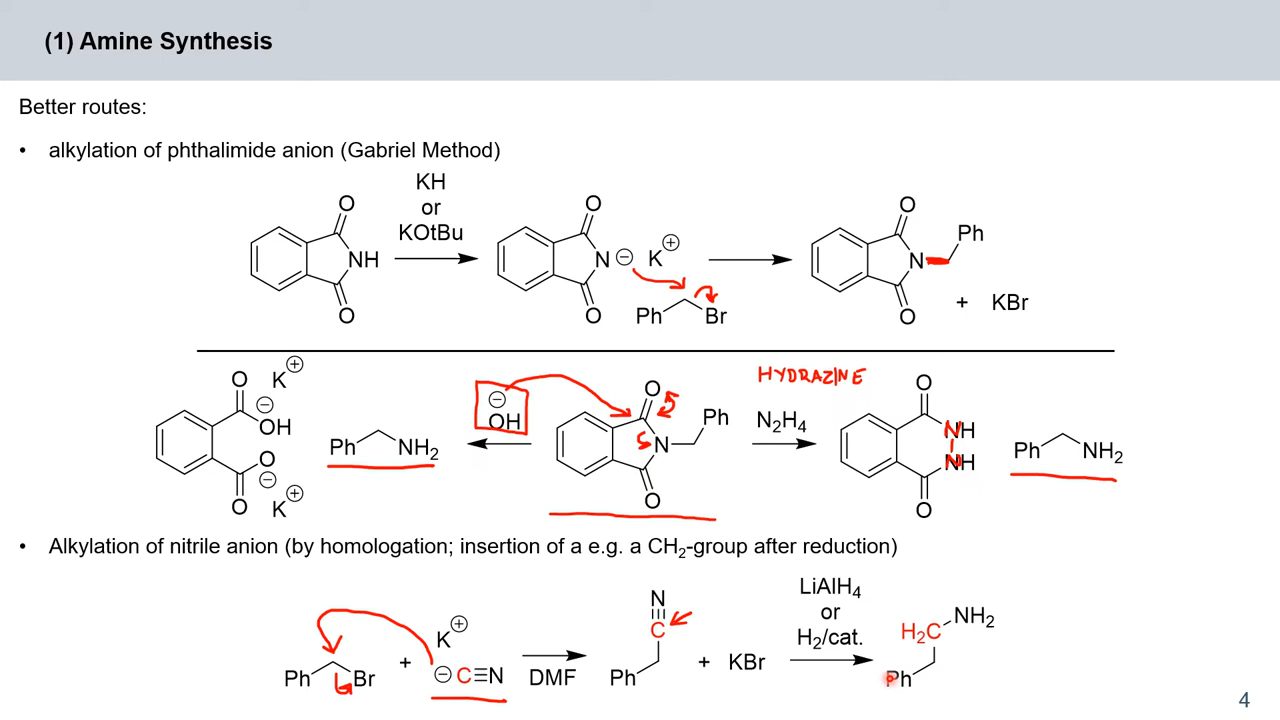 (1) Amine Synthesis
Better routes:
• alkylation of phthalimide anion (Gabriel Method)
KH
or
KOtBu
O
NH
O
O
N ⊖ K⊕
O
Ph Br
O
N Ph
O
+ KBr
O K⊕
⊖
OH
O
⊖
O K⊕
Ph NH₂
⊖
OH
O
N Ph
O
HYDRAZINE
N₂H₄
O
NH
NH
O
Ph NH₂
• Alkylation of nitrile anion (by homologation; insertion of a e.g. a CH₂-group after reduction)
Ph Br
+
K⊕
⊖ C≡N
DMF
N
C
Ph
+ KBr
LiAlH₄
or
H₂/cat.
H₂C NH₂
Ph
4